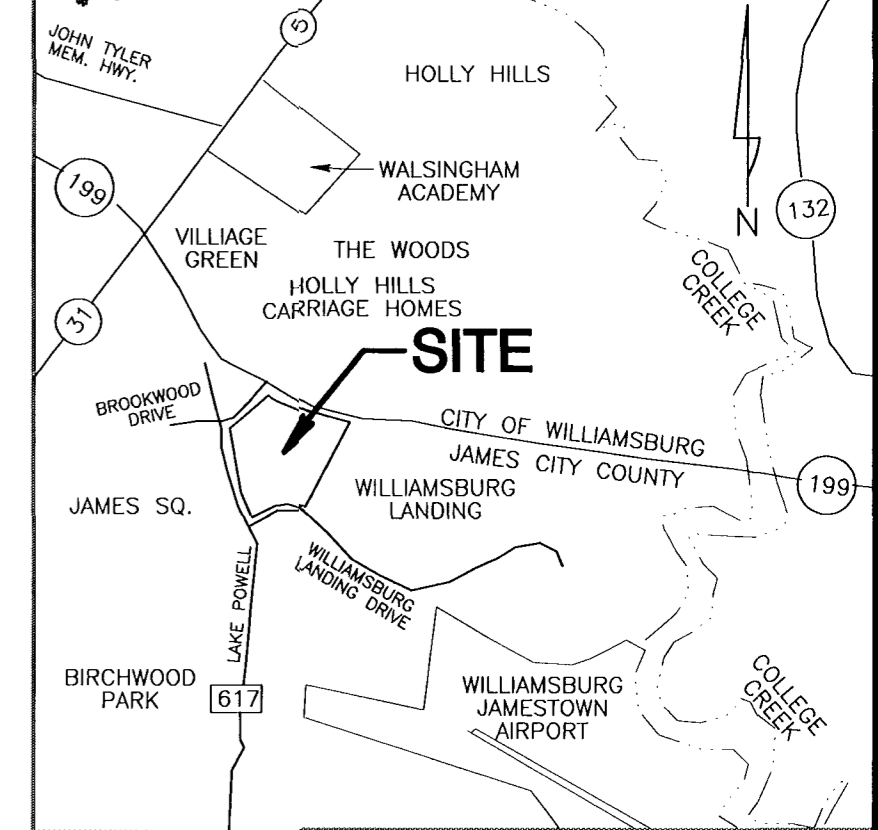 JOHN TYLER
MEM. HWY.
5
HOLLY HILLS
WALSINGHAM
ACADEMY
199
132
N
VILLIAGE
GREEN
THE WOODS
HOLLY HILLS
CARRIAGE HOMES
COLLEGE
CREEK
31
SITE
BROOKWOOD
DRIVE
CITY OF WILLIAMSBURG
JAMES CITY COUNTY
199
JAMES SQ.
WILLIAMSBURG
LANDING
WILLIAMSBURG
LANDING DRIVE
LAKE POWELL
BIRCHWOOD
PARK
617
WILLIAMSBURG
JAMESTOWN
AIRPORT
COLLEGE
CREEK